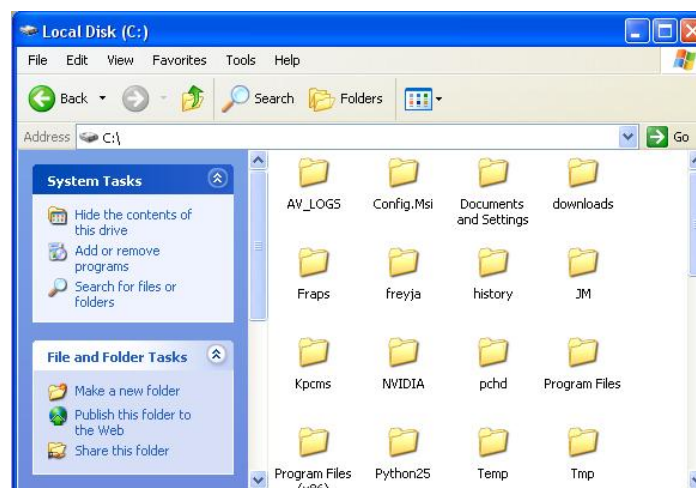 Local Disk (C:)
File Edit View Favorites Tools Help
Back Search Folders
Address C:\ Go
System Tasks
Hide the contents of
this drive
Add or remove
programs
Search for files or
folders
File and Folder Tasks
Make a new folder
Publish this folder to
the Web
Share this folder
AV_LOGS Config.Msi Documents downloads
and Settings
Fraps freyja history JM
Kpcms NVIDIA pchd Program Files
Program Files Python25 Temp Tmp
(x86)